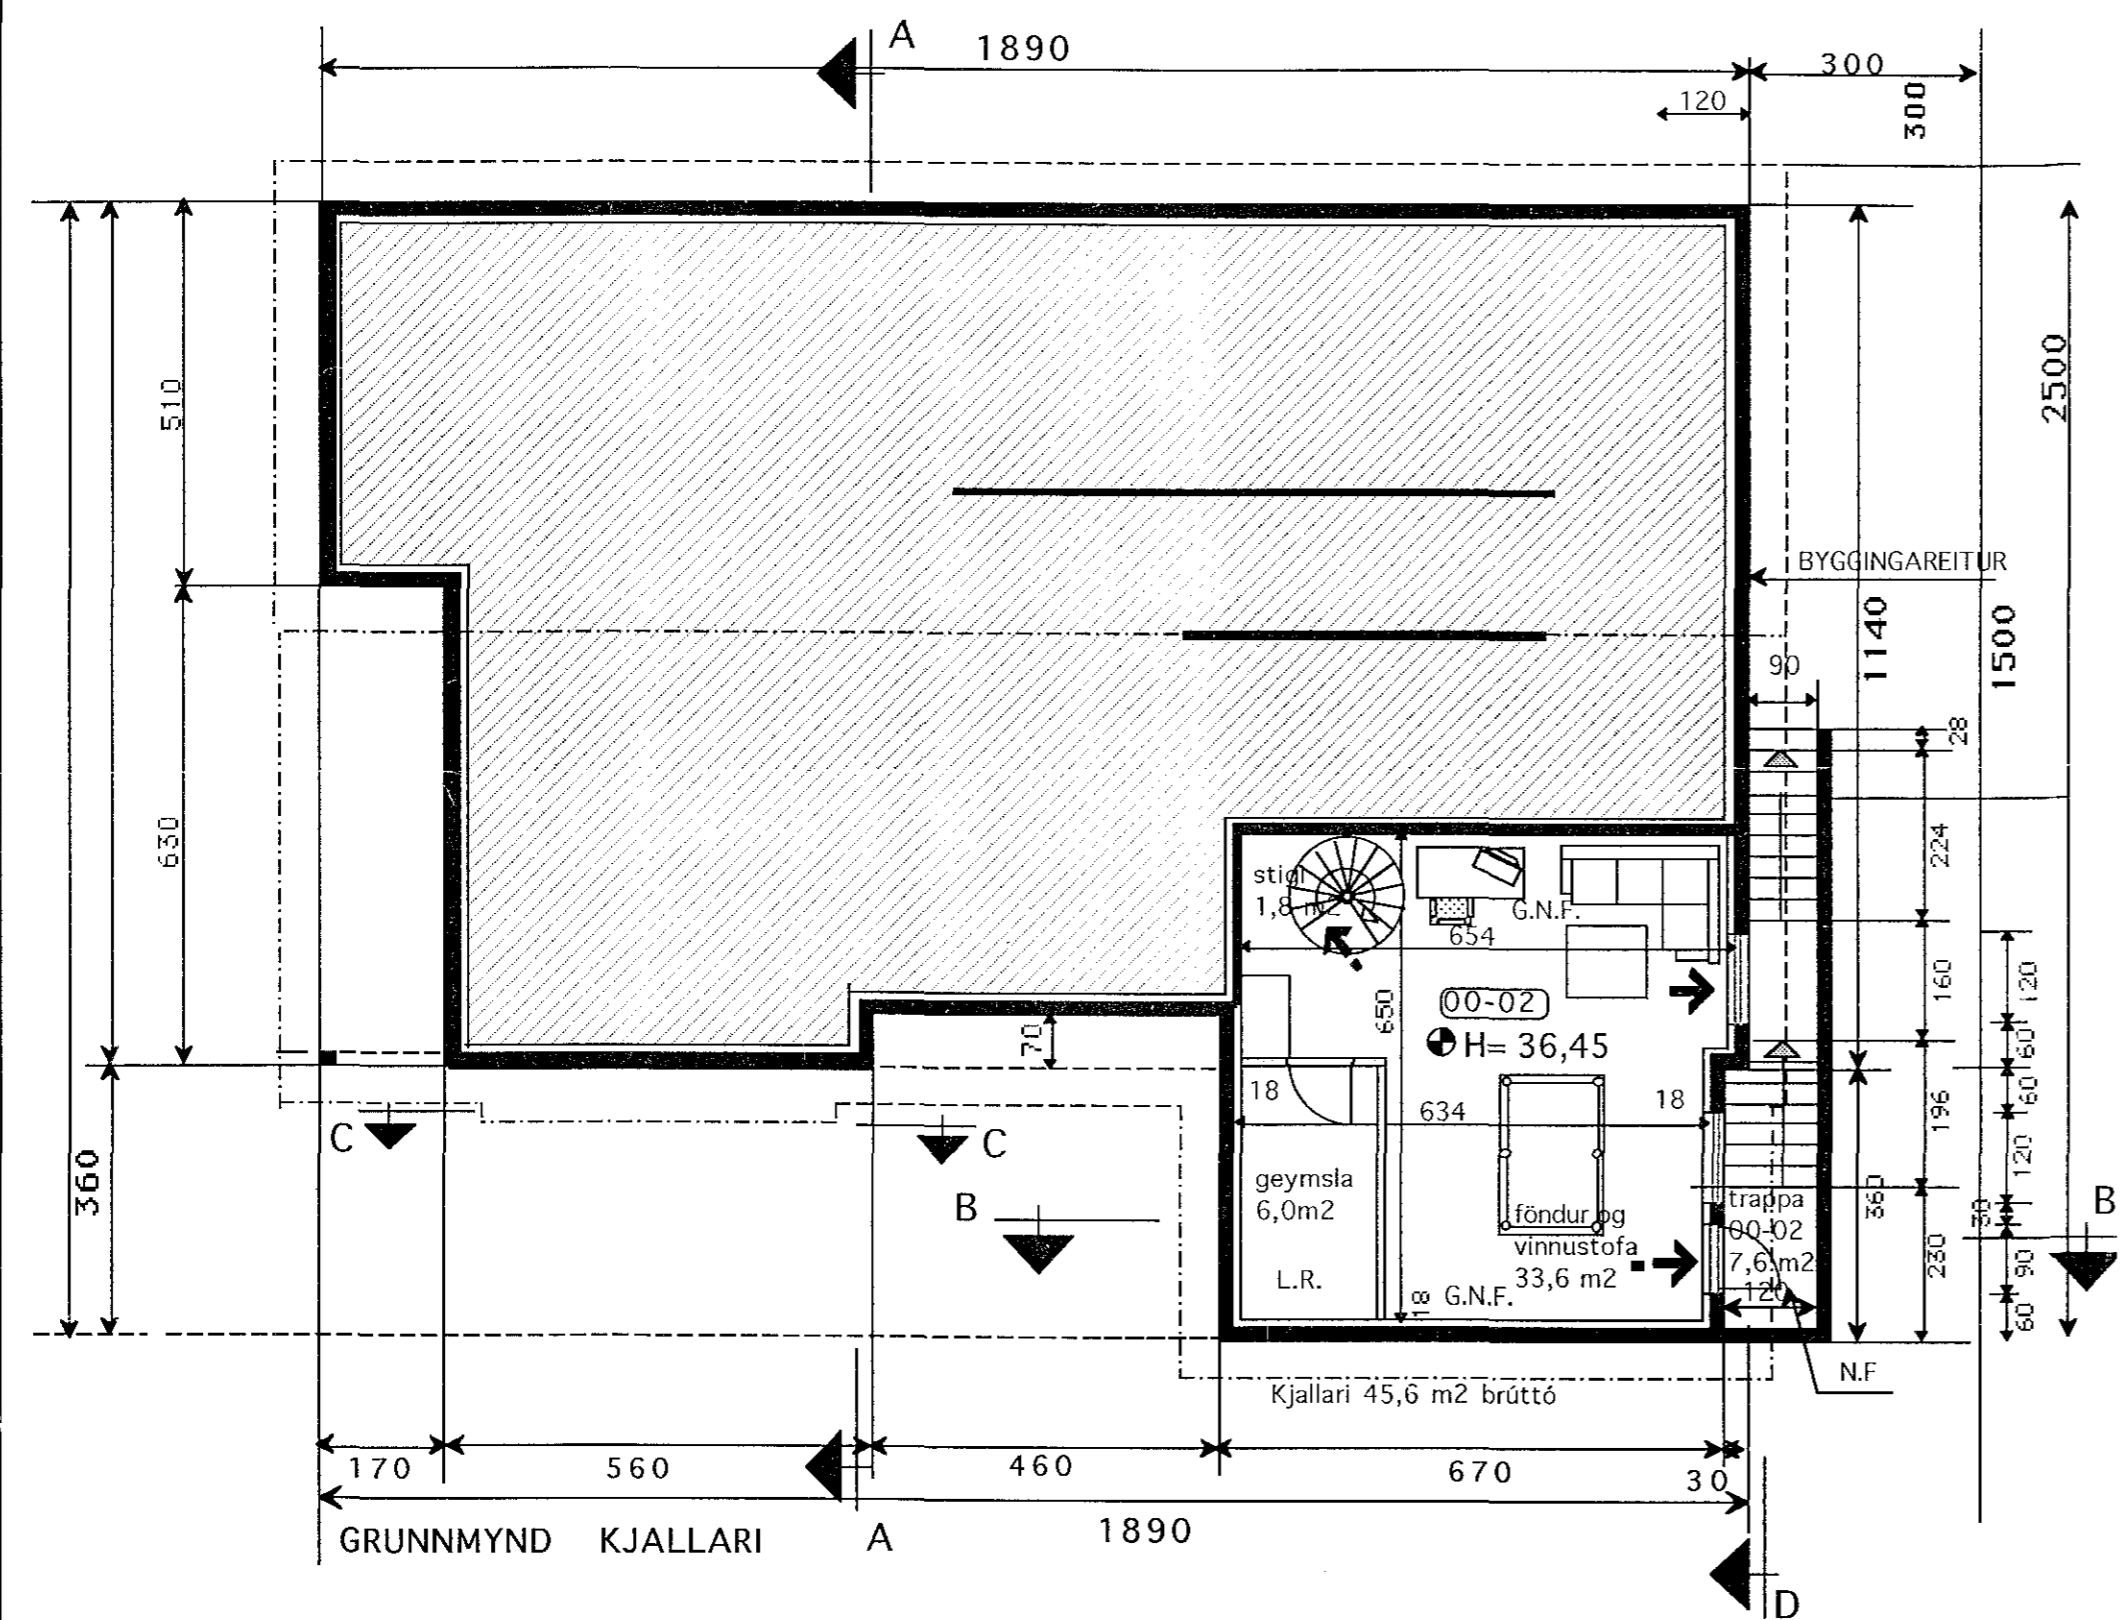 A
1890
300
120
300
510
2500
BYGGINGAREITUR
1140
1500
90
28
630
224
stigi
1,8 m2
G.N.F.
654
160
120
650
00-02
H= 36,45
70
60
18
634
18
60
196
C
C
120
360
geymsla
6,0m2
B
föndur og
vinnustofa
33,6 m2
trappa
00-02
7,6 m2
120
360
30
B
230
90
L.R.
18
G.N.F.
60
N.F
Kjallari 45,6 m2 brúttó
170
560
460
670
30
GRUNNMYND KJALLARI
A
1890
D